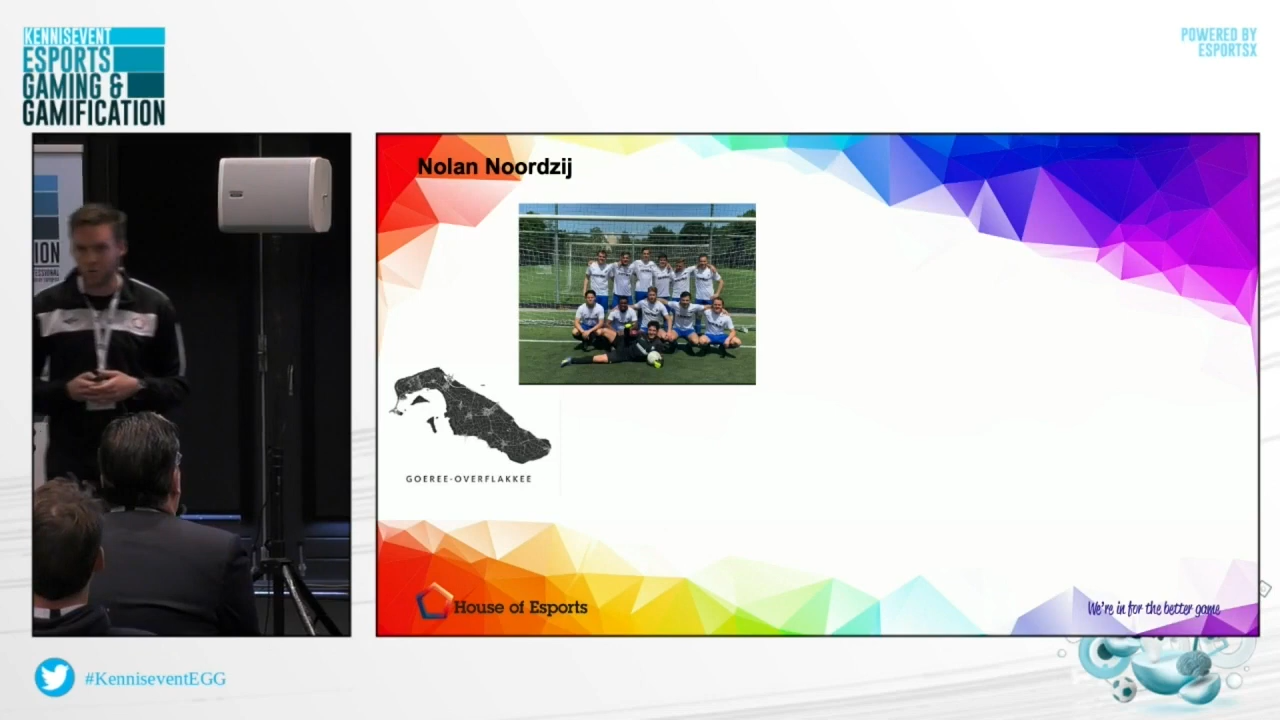 KENNISEVENT
ESPORTS
GAMING &
GAMIFICATION
POWERED BY
ESPORTSX
ION
Nolan Noordzij
GOEREE-OVERFLAKKEE
House of Esports
We're in for the better game
#KenniseventEGG